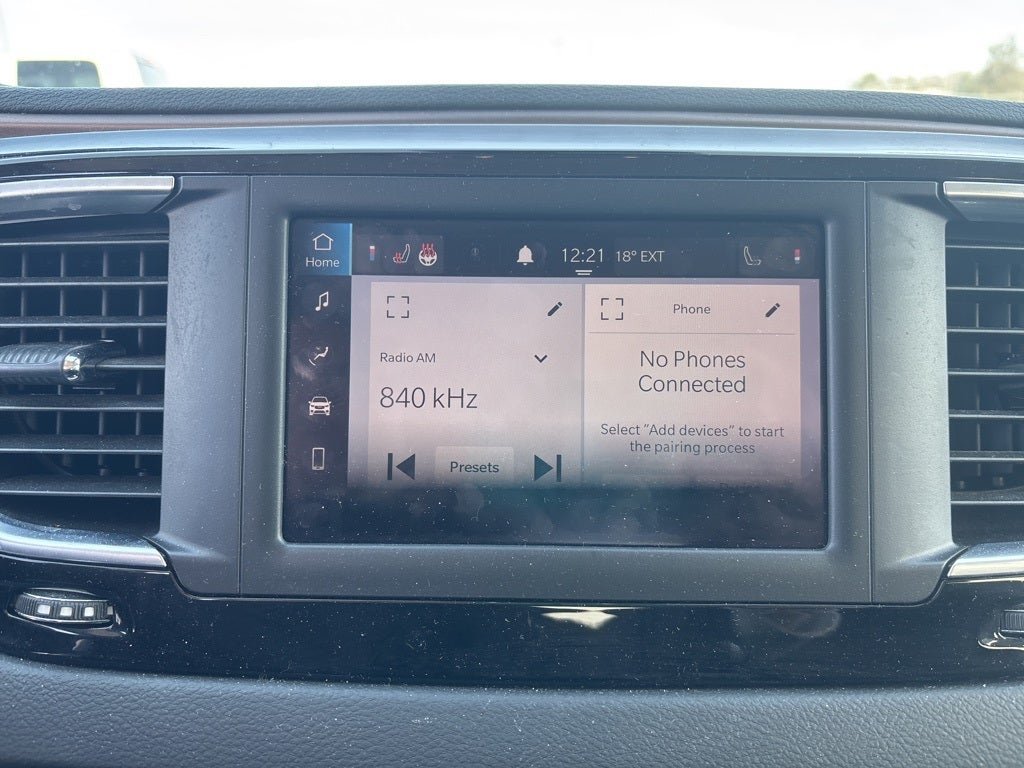 Home
12:21 18° EXT
Radio AM
840 kHz
Presets
Phone
No Phones
Connected
Select "Add devices" to start
the pairing process